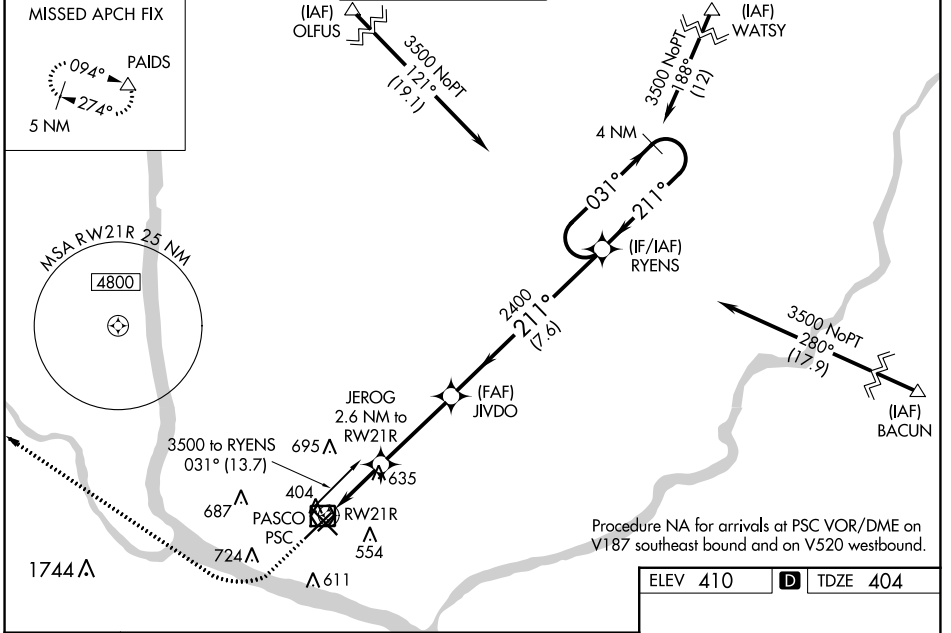 MISSED APCH FIX
PAIDS
094°
274°
5 NM
(IAF)
OLFUS
3500 NoPT
121°
(19.1)
(IAF)
WATSY
3500 NoPT
188°
(12)
4 NM
031°
211°
(IF/IAF)
RYENS
MSA RW21R 25 NM
4800
2400
211°
(7.6)
3500 NoPT
280°
(17.9)
(IAF)
BACUN
(FAF)
JIVDO
JEROG
2.6 NM to
RW21R
3500 to RYENS
031° (13.7)
695
635
404
687
PASCO
PSC
RW21R
554
724
611
1744
Procedure NA for arrivals at PSC VOR/DME on
V187 southeast bound and on V520 westbound.
ELEV 410 D TDZE 404